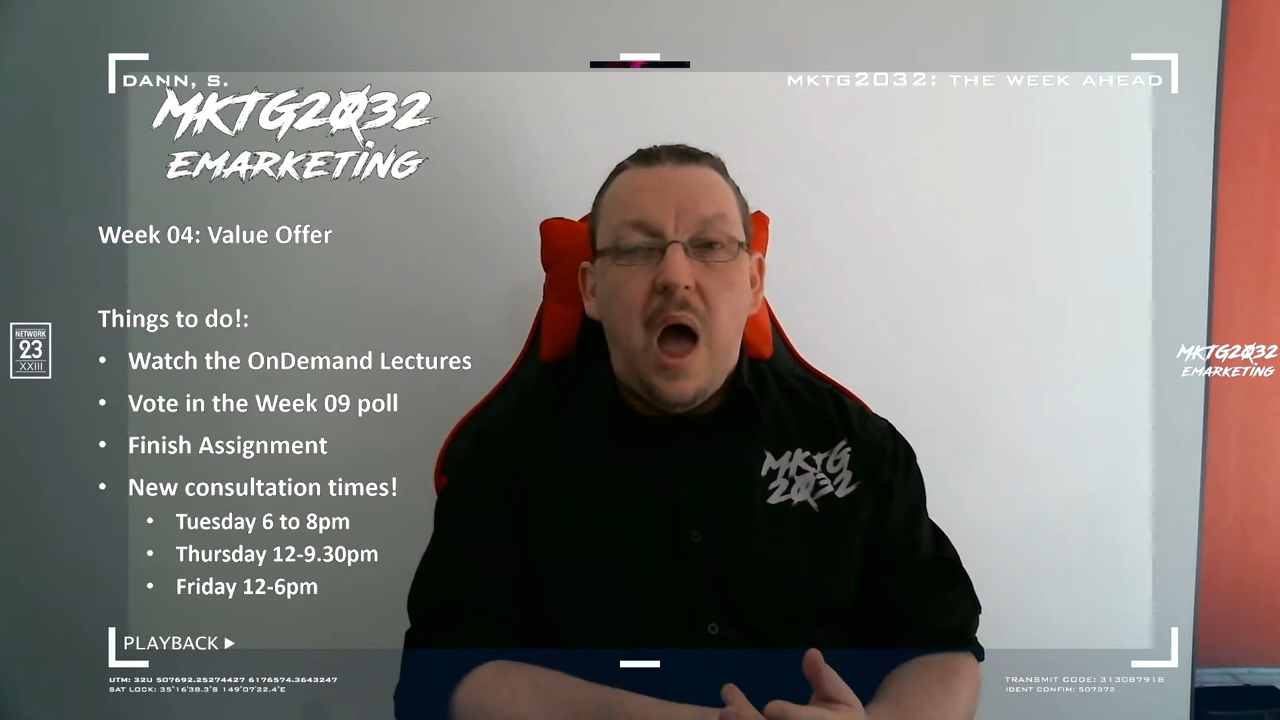 DANN, S.
MKTG2032: THE WEEK AHEAD
MKTG2032
EMARKETING
Week 04: Value Offer
Things to do!:
• Watch the OnDemand Lectures
• Vote in the Week 09 poll
• Finish Assignment
• New consultation times!
• Tuesday 6 to 8pm
• Thursday 12-9.30pm
• Friday 12-6pm
NETWORK
23
XXIII
MKTG2032
EMARKETING
MKTG
2032
PLAYBACK
UTM: 32U 507692.25274427 6176574.3643247
SAT LOCK: 35°16'38.3"S 149°07'22.4"E
TRANSMIT CODE: 313087918
IDENT CONFIM: 507372